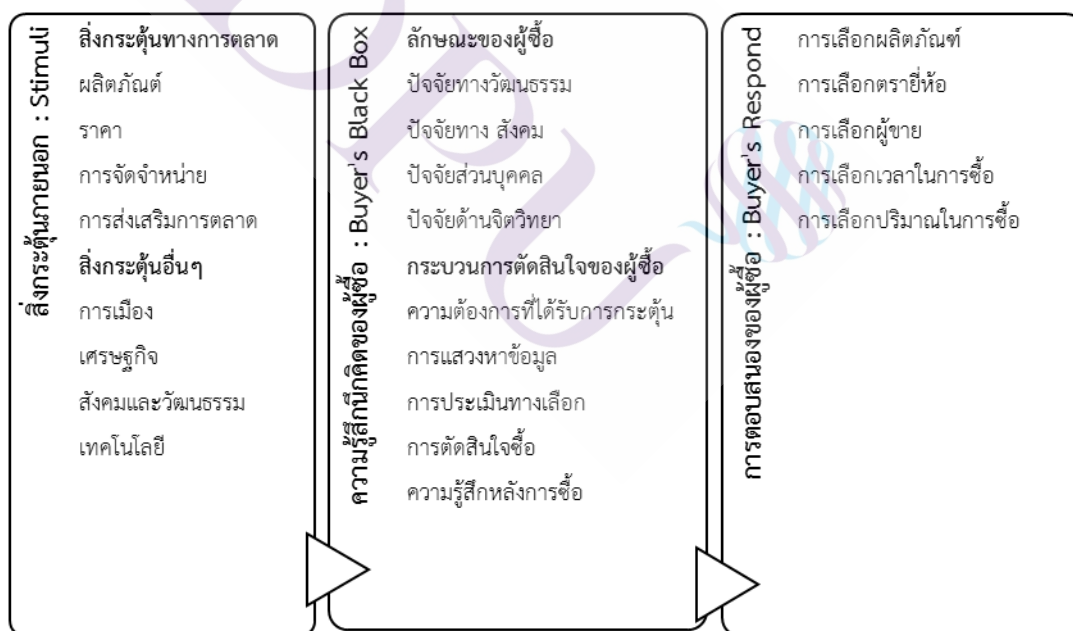 สิ่งกระตุ้นภายนอก : Stimuli
สิ่งกระตุ้นทางการตลาด
ผลิตภัณต์
ราคา
การจัดจำหน่าย
การส่งเสริมการตลาด
สิ่งกระตุ้นอื่นๆ
การเมือง
เศรษฐกิจ
สังคมและวัฒนธรรม
เทคโนโลยี
ความรู้สึกนึกคิดของผู้ซื้อ : Buyer's Black Box
ลักษณะของผู้ซื้อ
ปัจจัยทางวัฒนธรรม
ปัจจัยทาง สังคม
ปัจจัยส่วนบุคคล
ปัจจัยด้านจิตวิทยา
กระบวนการตัดสินใจของผู้ซื้อ
ความต้องการที่ได้รับการกระตุ้น
การแสวงหาข้อมูล
การประเมินทางเลือก
การตัดสินใจซื้อ
ความรู้สึกหลังการซื้อ
การตอบสนองของผู้ซื้อ : Buyer's Respond
การเลือกผลิตภัณฑ์
การเลือกตรายี่ห้อ
การเลือกผู้ขาย
การเลือกเวลาในการซื้อ
การเลือกปริมาณในการซื้อ
DPU